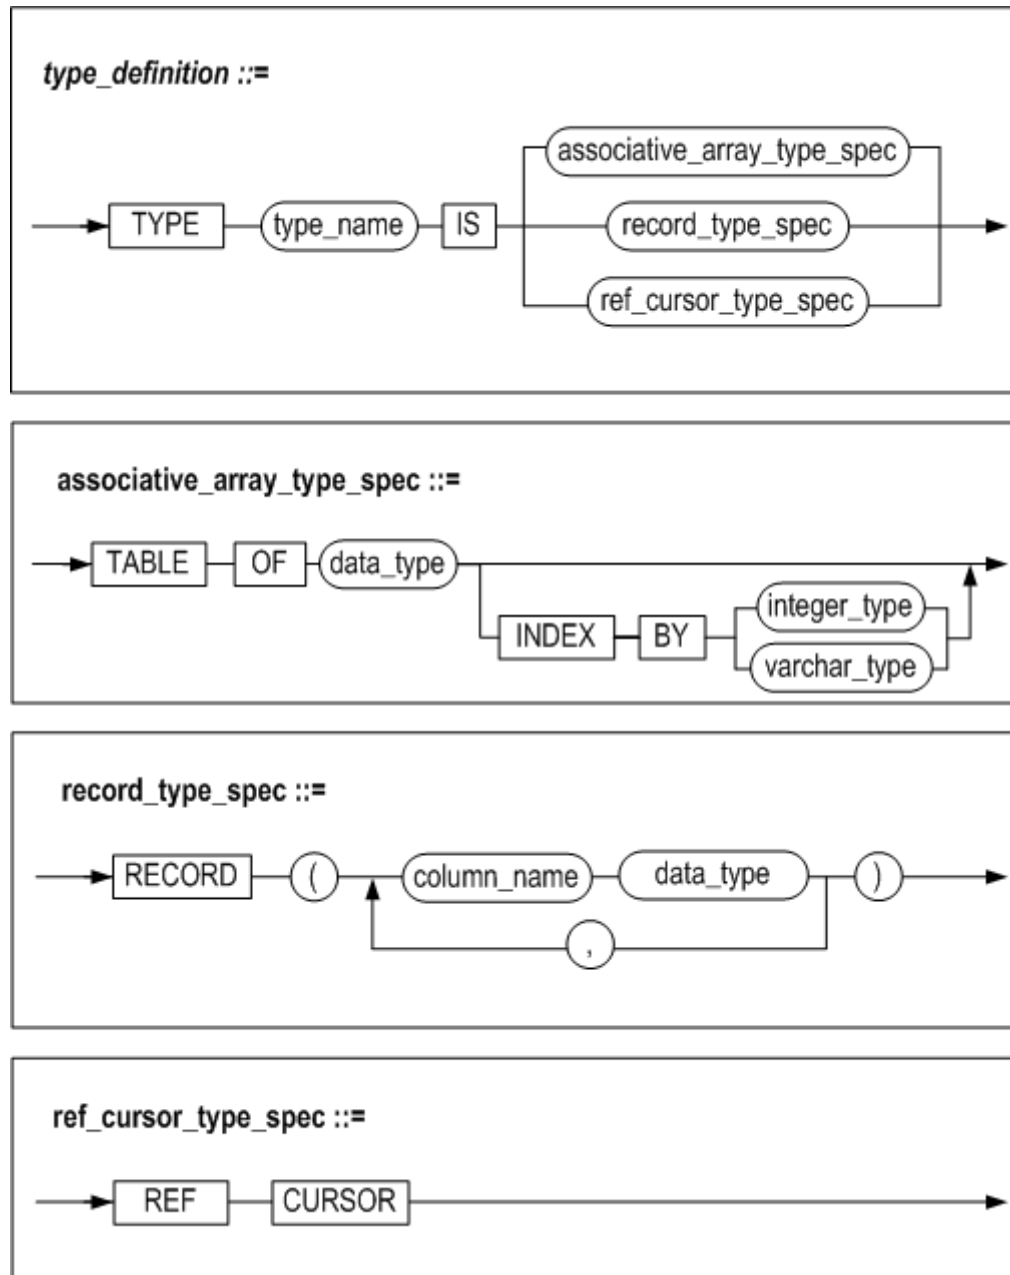 type_definition ::=
associative_array_type_spec
TYPE type_name IS record_type_spec
ref_cursor_type_spec
associative_array_type_spec ::=
TABLE OF data_type
integer_type
INDEX BY
varchar_type
record_type_spec ::=
RECORD ( column_name data_type )
,
ref_cursor_type_spec ::=
REF CURSOR